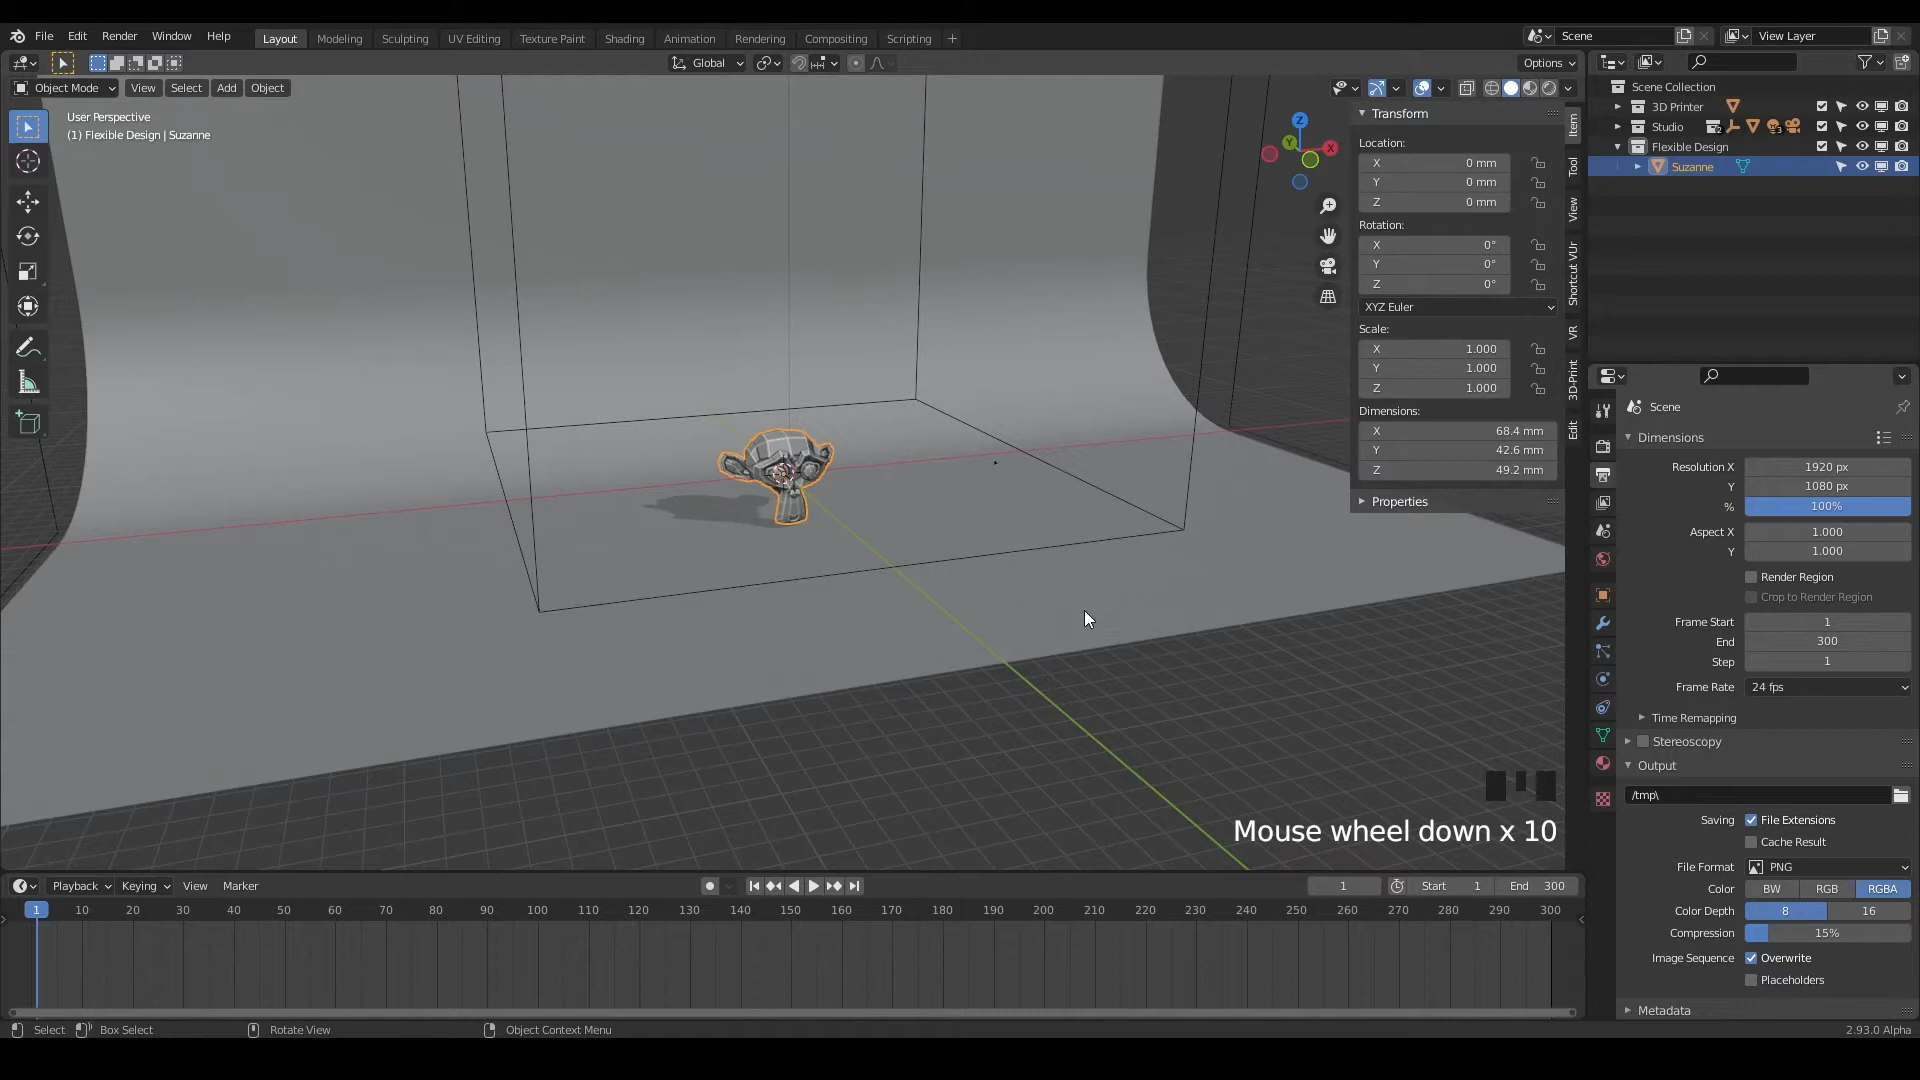 File Edit Render Window Help Layout Modeling Sculpting UV Editing Texture Paint Shading Animation Rendering Compositing Scripting + Scene View Layer
Global Options
Object Mode View Select Add Object
User Perspective
(1) Flexible Design | Suzanne
Z
Y
X
Transform
Location:
X 0 mm
Y 0 mm
Z 0 mm
Rotation:
X 0°
Y 0°
Z 0°
XYZ Euler
Scale:
X 1.000
Y 1.000
Z 1.000
Dimensions:
X 68.4 mm
Y 42.6 mm
Z 49.2 mm
Properties
Item
Tool
View
Shortcut VUr
VR
3D-Print
Edit
Scene Collection
3D Printer
Studio 2 3
Flexible Design
Suzanne
Scene
Dimensions
Resolution X 1920 px
Y 1080 px
% 100%
Aspect X 1.000
Y 1.000
Render Region
Crop to Render Region
Frame Start 1
End 300
Step 1
Frame Rate 24 fps
Time Remapping
Stereoscopy
Output
/tmp\
Saving File Extensions
Cache Result
File Format PNG
Color BW RGB RGBA
Color Depth 8 16
Compression 15%
Image Sequence Overwrite
Placeholders
Metadata
Mouse wheel down x 10
Playback Keying View Marker 1 Start 1 End 300
1 10 20 30 40 50 60 70 80 90 100 110 120 130 140 150 160 170 180 190 200 210 220 230 240 250 260 270 280 290 300
Select Box Select Rotate View Object Context Menu 2.93.0 Alpha